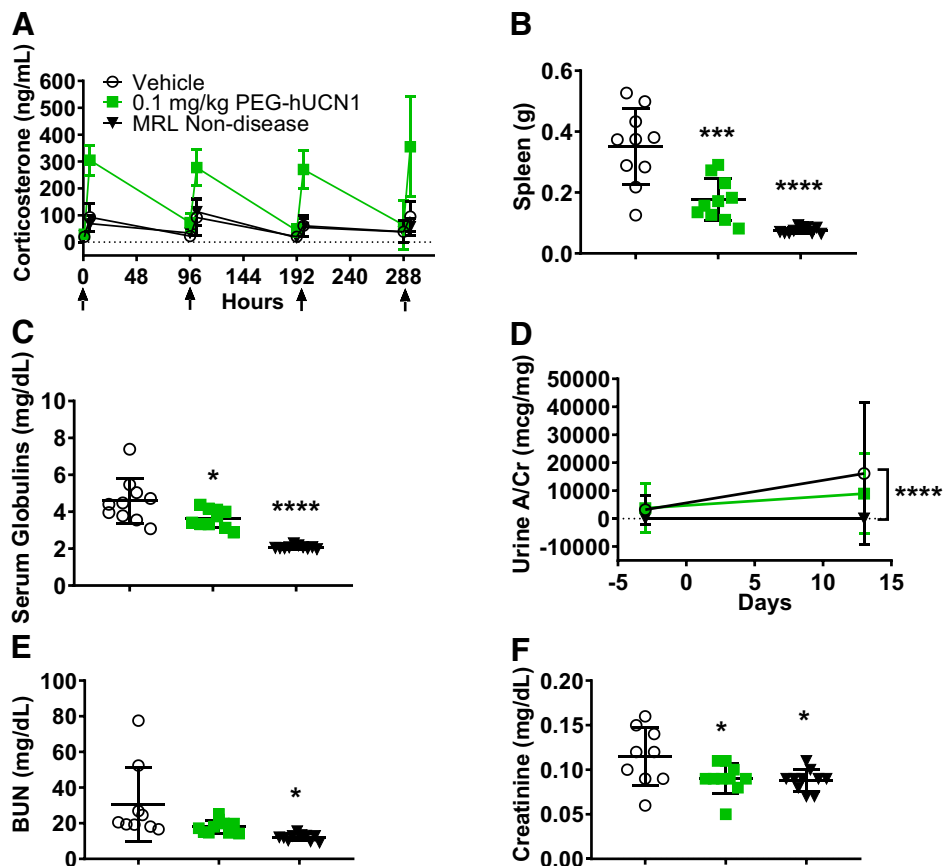 A
Corticosterone (ng/mL)
600
500
400
300
200
100
0
Vehicle
0.1 mg/kg PEG-hUCN1
MRL Non-disease
0 48 96 144 192 240 288
Hours
B
Spleen (g)
0.6
0.4
0.2
0.0
***
****
C
Serum Globulins (mg/dL)
10
8
6
4
2
0
*
****
D
Urine A/Cr (mcg/mg)
50000
40000
30000
20000
10000
0
-10000
****
-5 0 5 10 15
Days
E
BUN (mg/dL)
100
80
60
40
20
0
*
F
Creatinine (mg/dL)
0.20
0.15
0.10
0.05
0.00
*
*